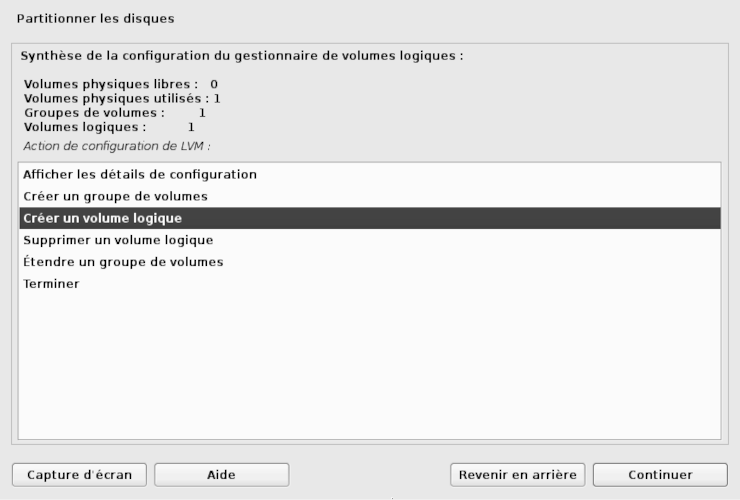 Partitionner les disques
Synthèse de la configuration du gestionnaire de volumes logiques :
Volumes physiques libres : 0
Volumes physiques utilisés : 1
Groupes de volumes : 1
Volumes logiques : 1
Action de configuration de LVM :
Afficher les détails de configuration
Créer un groupe de volumes
Créer un volume logique
Supprimer un volume logique
Étendre un groupe de volumes
Terminer
Capture d'écran Aide Revenir en arrière Continuer